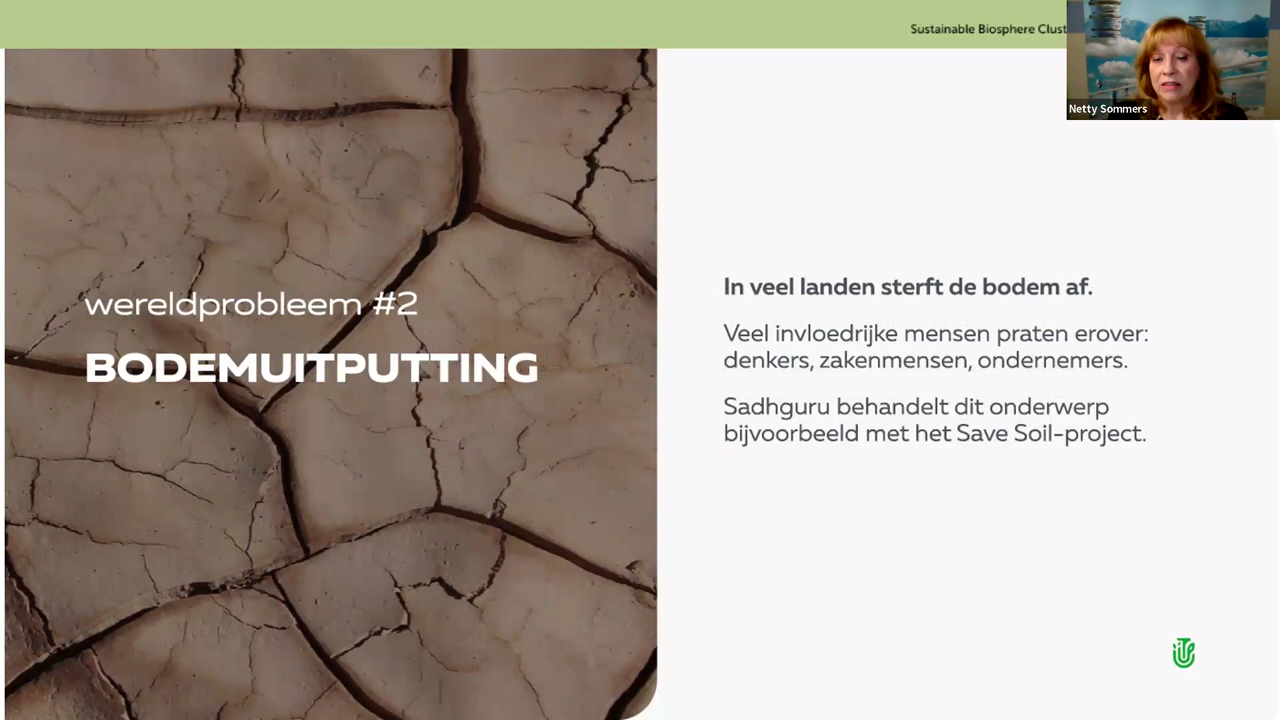 Sustainable Biosphere Clust
Netty Sommers
wereldprobleem #2
BODEMUITPUTTING
In veel landen sterft de bodem af.
Veel invloedrijke mensen praten erover:
denkers, zakenmensen, ondernemers.
Sadhguru behandelt dit onderwerp
bijvoorbeeld met het Save Soil-project.